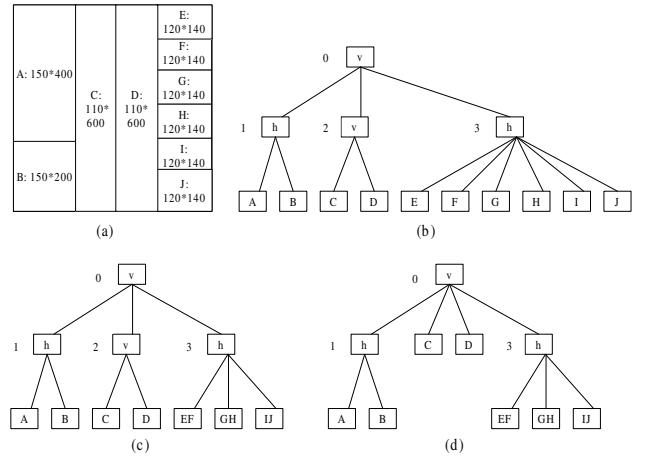 A: 150*400
B: 150*200
C:
110*
600
D:
110*
600
E:
120*140
F:
120*140
G:
120*140
H:
120*140
I:
120*140
J:
120*140
(a)
0 v
1 h 2 v 3 h
A B C D E F G H I J
(b)
0 v
1 h 2 v 3 h
A B C D EF GH IJ
(c)
0 v
1 h C D 3 h
A B EF GH IJ
(d)